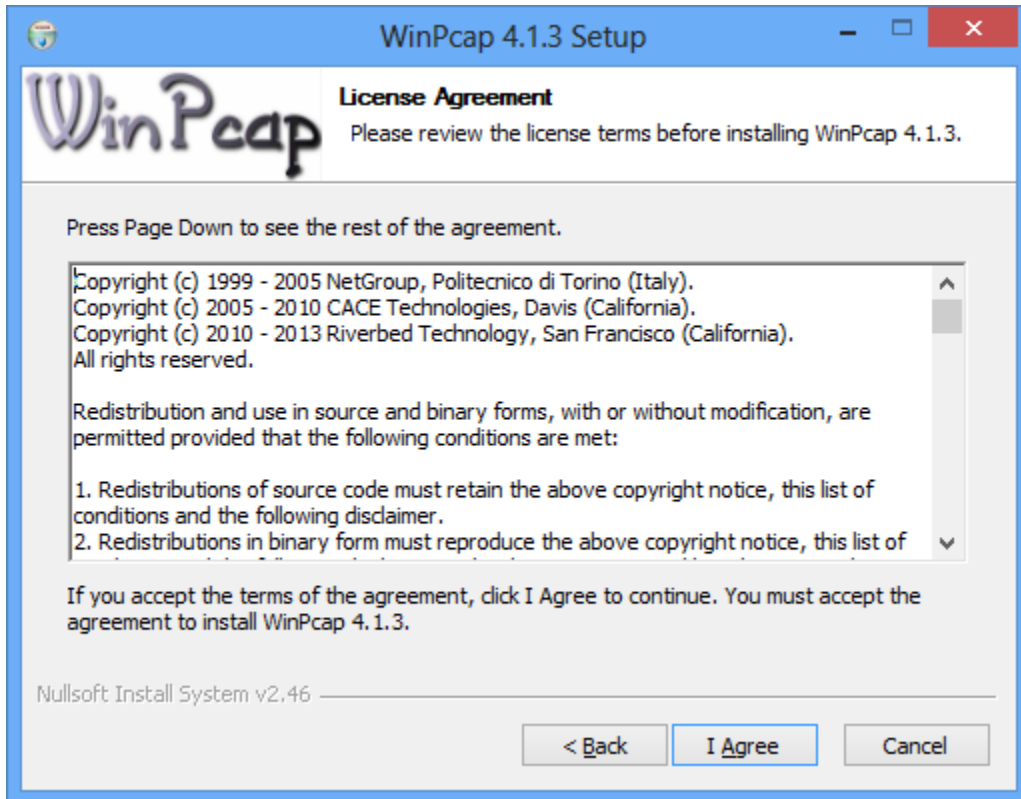 WinPcap 4.1.3 Setup
WinPcap
License Agreement
Please review the license terms before installing WinPcap 4.1.3.
Press Page Down to see the rest of the agreement.
Copyright (c) 1999 - 2005 NetGroup, Politecnico di Torino (Italy).
Copyright (c) 2005 - 2010 CACE Technologies, Davis (California).
Copyright (c) 2010 - 2013 Riverbed Technology, San Francisco (California).
All rights reserved.
Redistribution and use in source and binary forms, with or without modification, are
permitted provided that the following conditions are met:
1. Redistributions of source code must retain the above copyright notice, this list of
conditions and the following disclaimer.
2. Redistributions in binary form must reproduce the above copyright notice, this list of
If you accept the terms of the agreement, click I Agree to continue. You must accept the
agreement to install WinPcap 4.1.3.
Nullsoft Install System v2.46
< Back
I Agree
Cancel